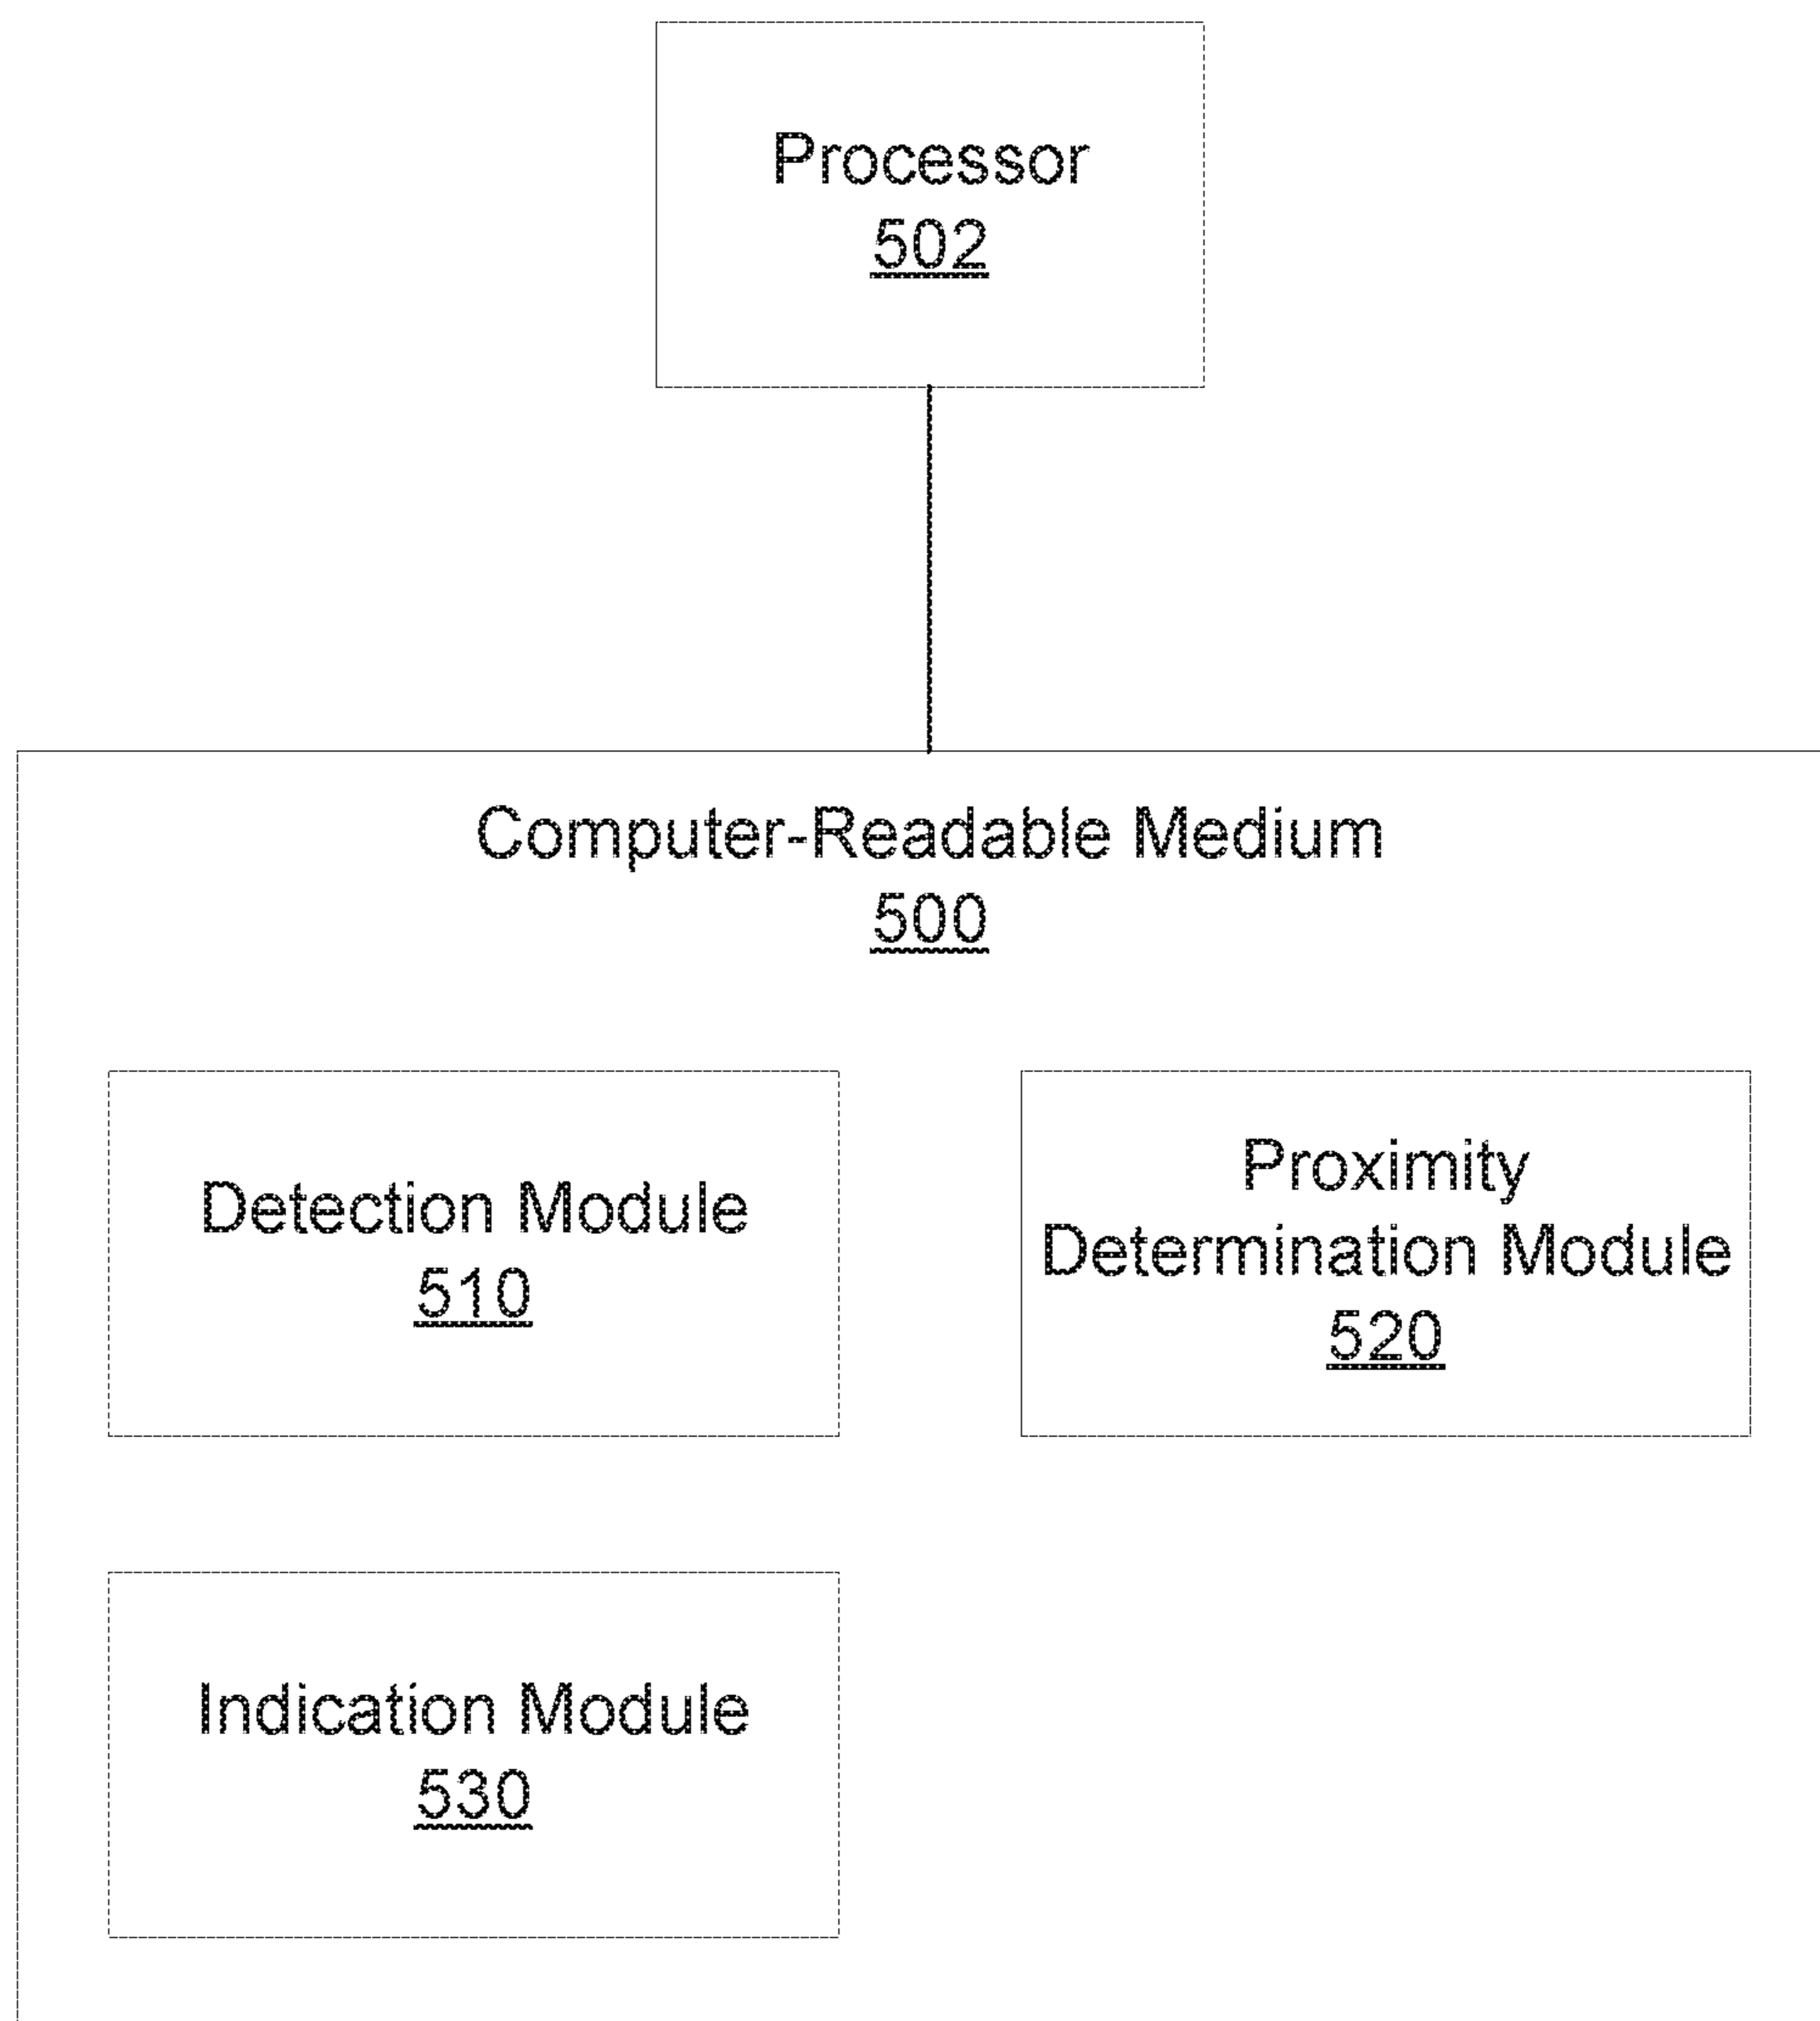 Processor
502
Computer-Readable Medium
500
Detection Module
510
Proximity
Determination Module
520
Indication Module
530